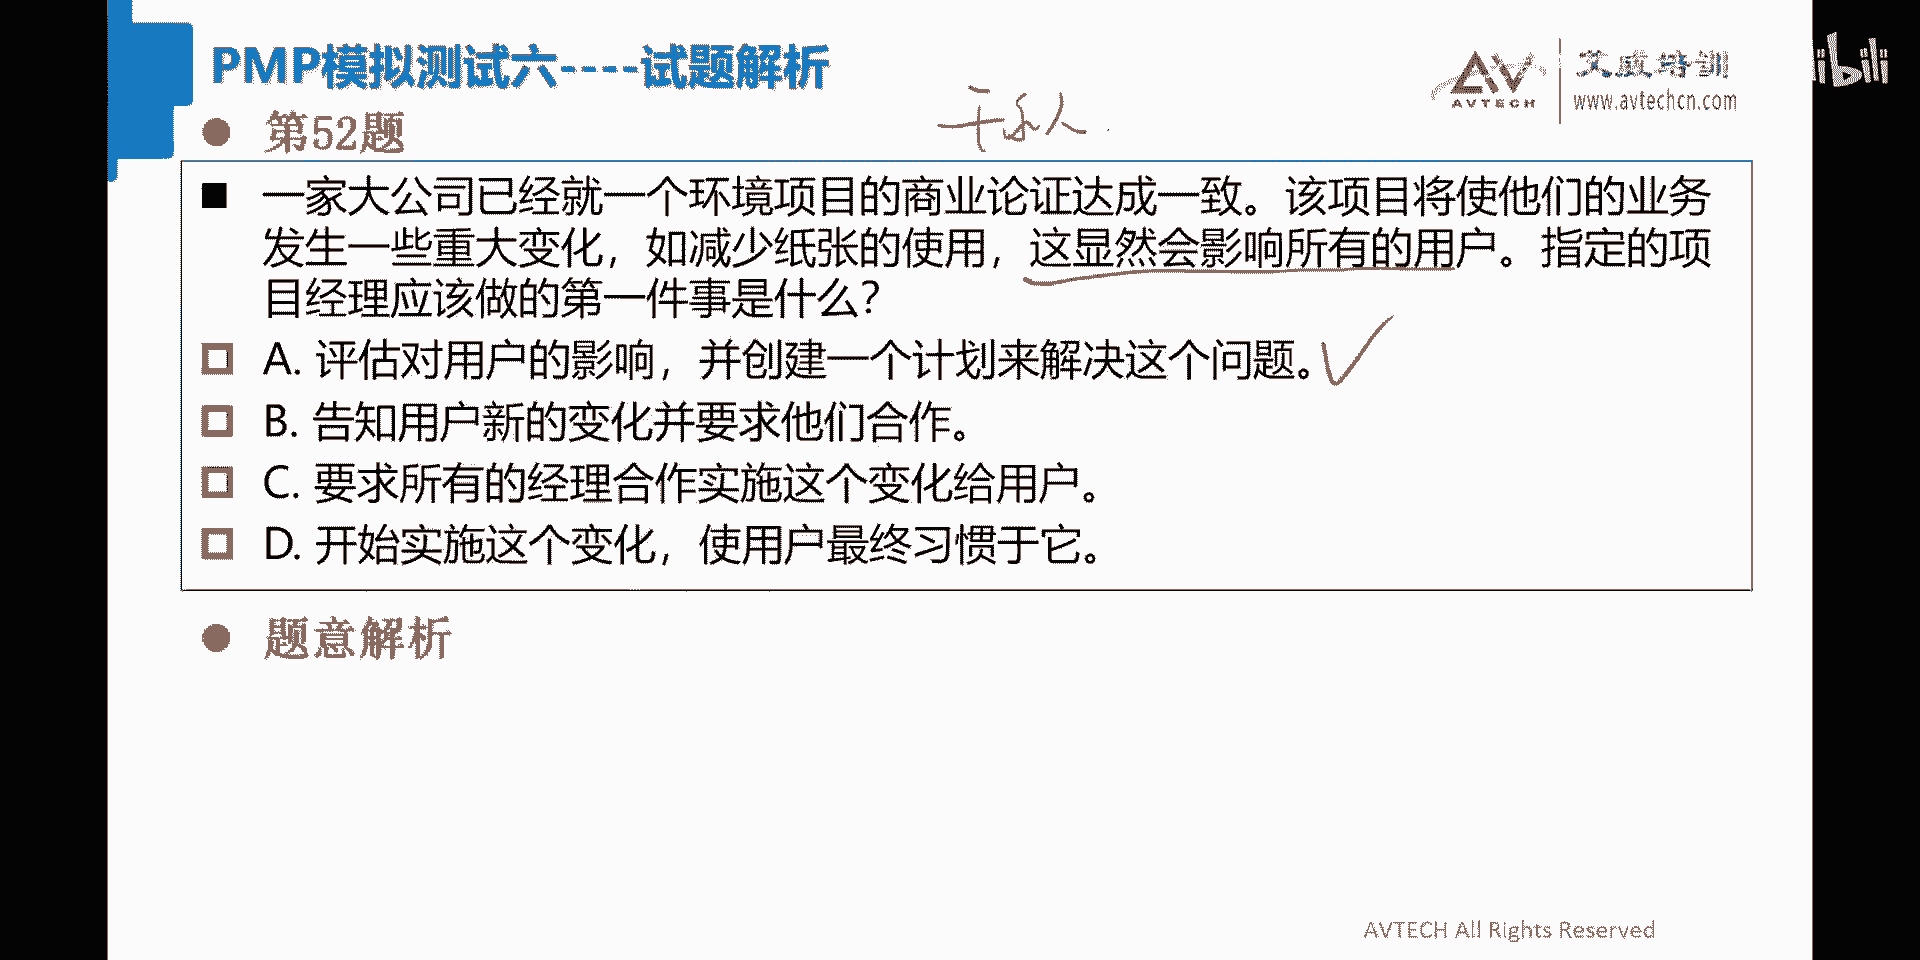 PMP模拟测试六----试题解析
AVTECH
艾威培训
www.avtechcn.com
第52题
干系人
一家大公司已经就一个环境项目的商业论证达成一致。该项目将使他们的业务
发生一些重大变化，如减少纸张的使用，这显然会影响所有的用户。指定的项
目经理应该做的第一件事是什么？
A. 评估对用户的影响，并创建一个计划来解决这个问题。
B. 告知用户新的变化并要求他们合作。
C. 要求所有的经理合作实施这个变化给用户。
D. 开始实施这个变化，使用户最终习惯于它。
题意解析
AVTECH All Rights Reserved